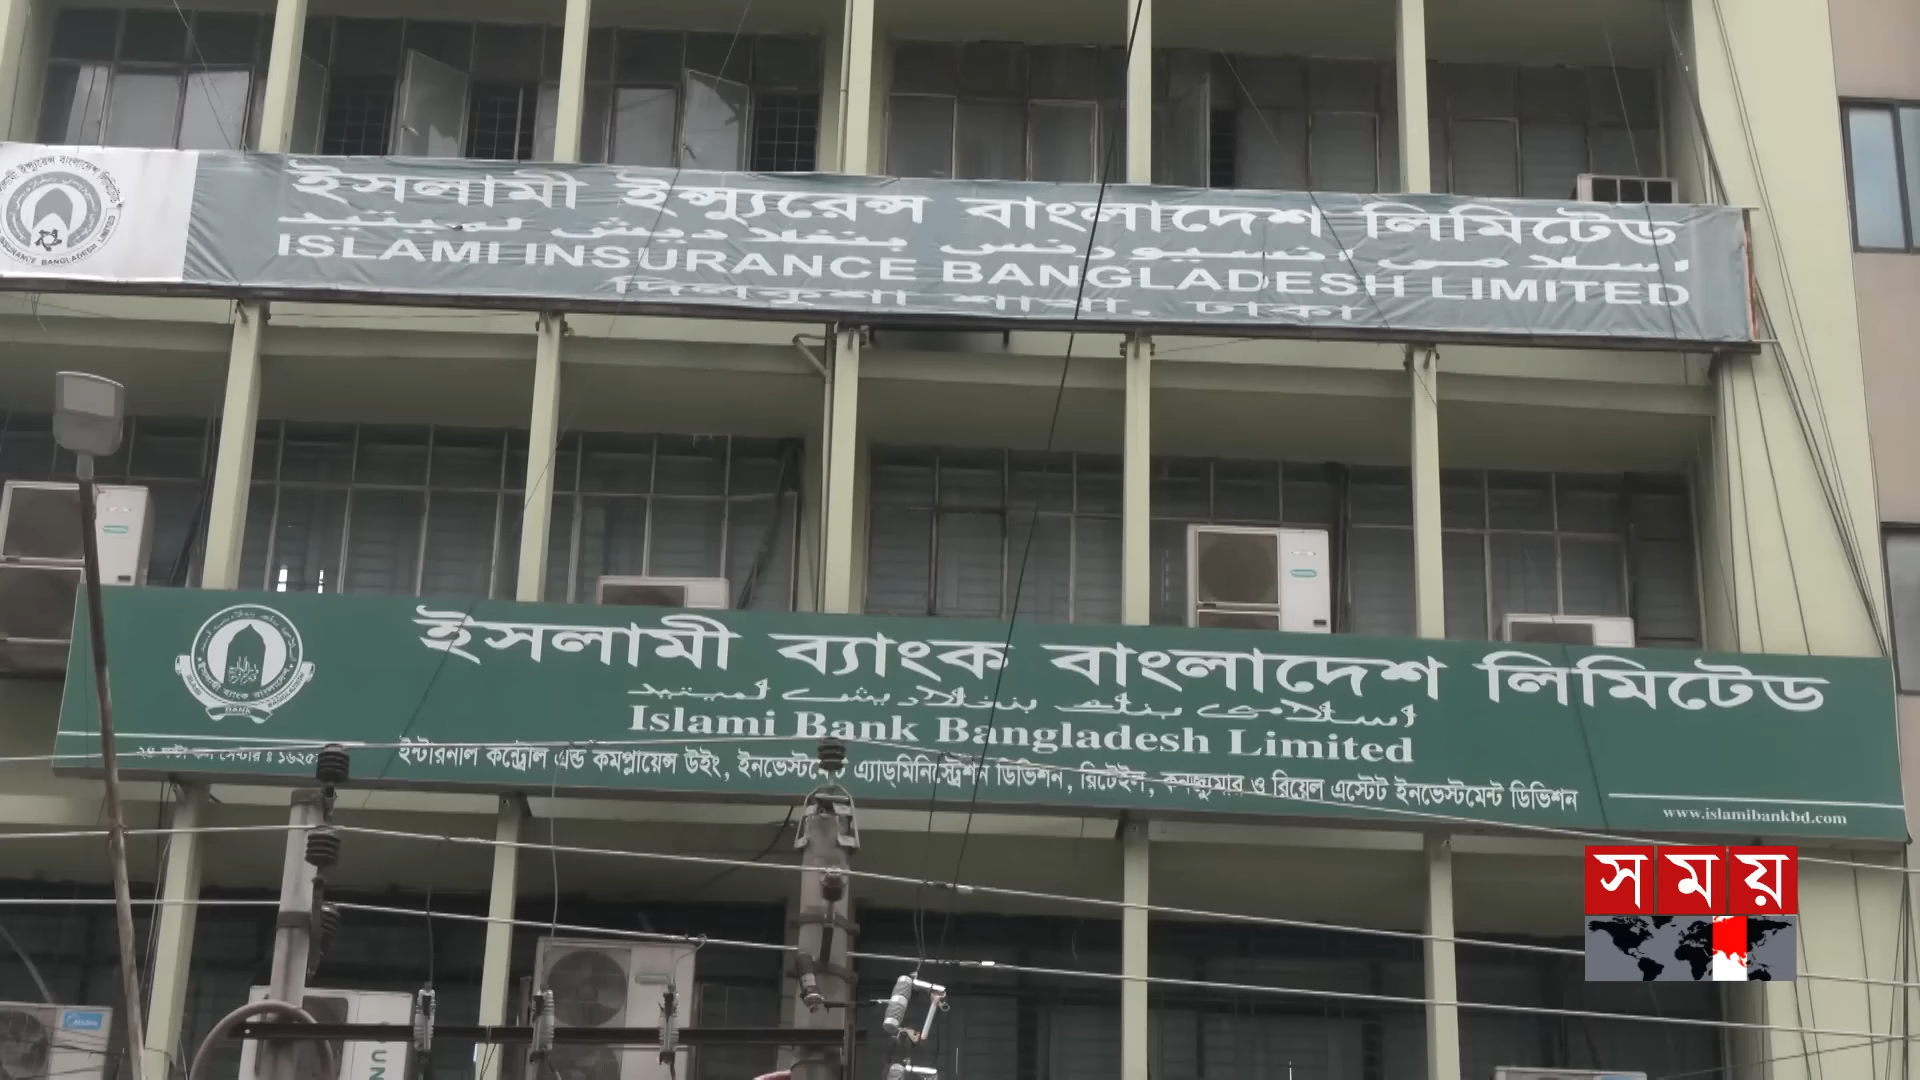 ইসলামী ইন্স্যুরেন্স বাংলাদেশ লিমিটেড
ISLAMI INSURANCE BANGLADESH LIMITED
দিলকুশা শাখা, ঢাকা
ইসলামী ব্যাংক বাংলাদেশ লিমিটেড
Islami Bank Bangladesh Limited
ইন্টারনাল কন্ট্রোল এন্ড কমপ্লায়েন্স উইং, ইনভেস্টমেন্ট এ্যাড্‌মিনিস্ট্রেশন ডিভিশন, রিটেইল, কনজ্যুমার ও রিয়েল এস্টেট ইনভেস্টমেন্ট ডিভিশন
www.islamibankbd.com
সময়